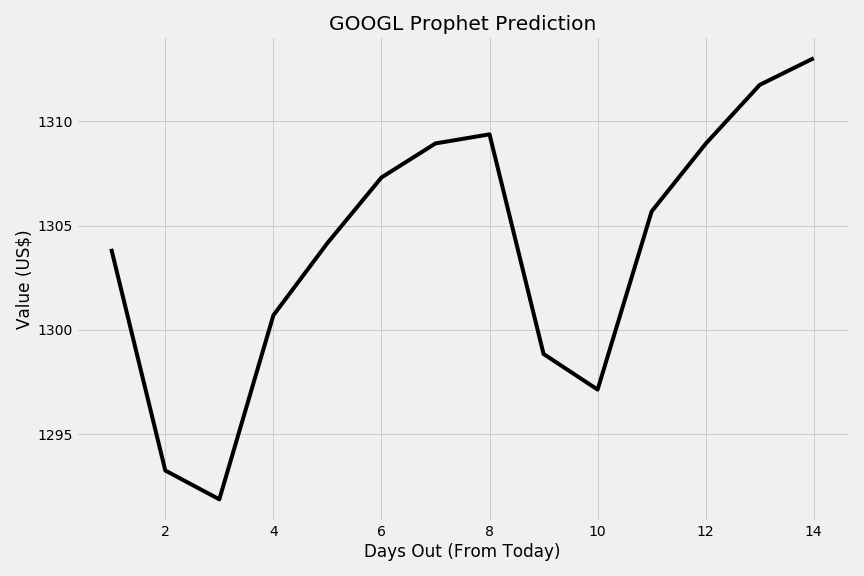 GOOGL Prophet Prediction
1310
1305
1300
1295
Value (US$)
2 4 6 8 10 12 14
Days Out (From Today)